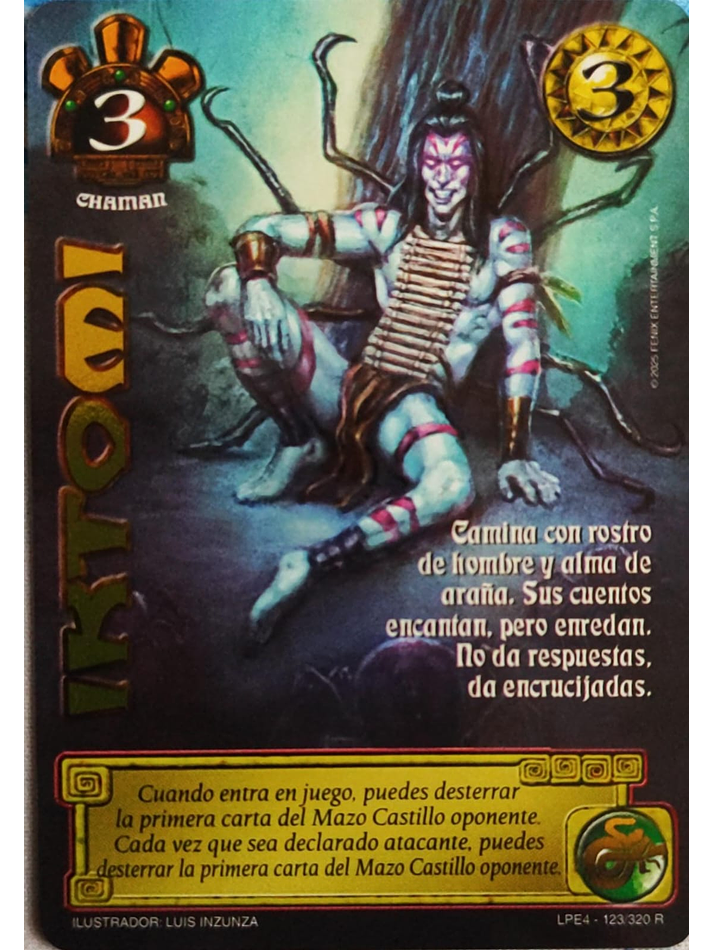 3
3
CHAMAN
IKTOMI
© 2025 FENIX ENTERTAINMENT S.P.A.
Camina con rostro
de hombre y alma de
araña. Sus cuentos
encantan, pero enredan.
No da respuestas,
da encrucijadas.
Cuando entra en juego, puedes desterrar
la primera carta del Mazo Castillo oponente.
Cada vez que sea declarado atacante, puedes
desterrar la primera carta del Mazo Castillo oponente.
ILUSTRADOR: LUIS INZUNZA
LPE4 - 123/320 R